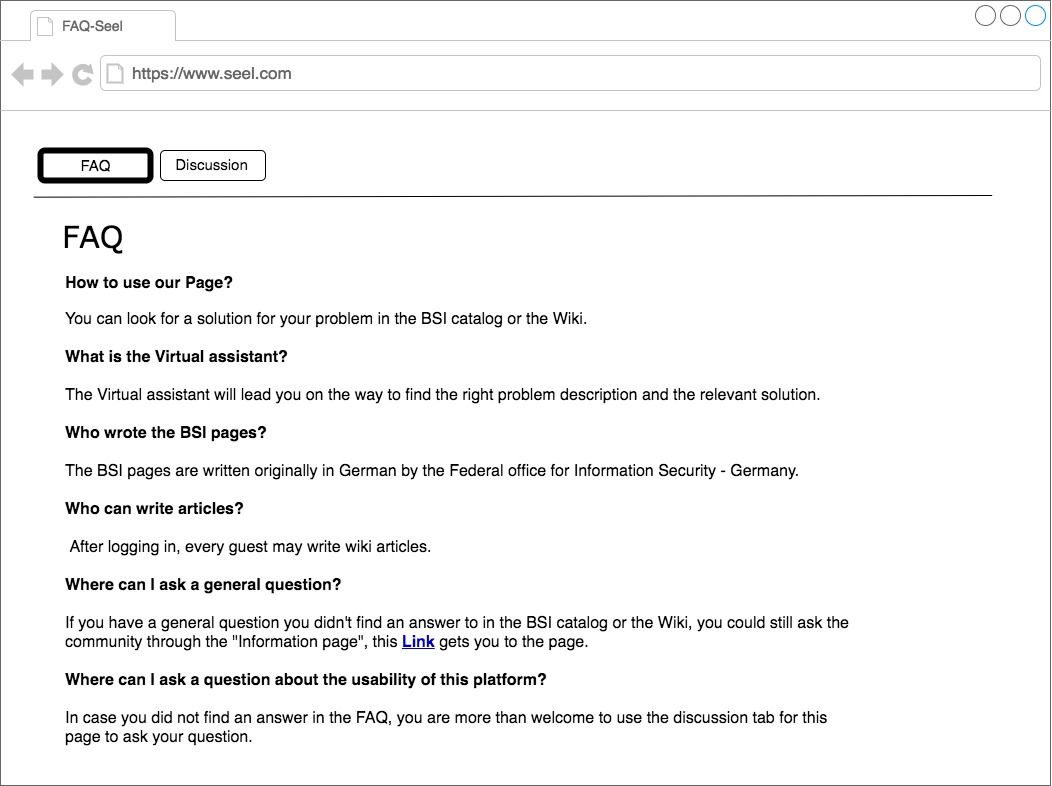 FAQ-Seel
https://www.seel.com
FAQ
Discussion
FAQ
How to use our Page?
You can look for a solution for your problem in the BSI catalog or the Wiki.
What is the Virtual assistant?
The Virtual assistant will lead you on the way to find the right problem description and the relevant solution.
Who wrote the BSI pages?
The BSI pages are written originally in German by the Federal office for Information Security - Germany.
Who can write articles?
After logging in, every guest may write wiki articles.
Where can I ask a general question?
If you have a general question you didn't find an answer to in the BSI catalog or the Wiki, you could still ask the
community through the "Information page", this Link gets you to the page.
Where can I ask a question about the usability of this platform?
In case you did not find an answer in the FAQ, you are more than welcome to use the discussion tab for this
page to ask your question.